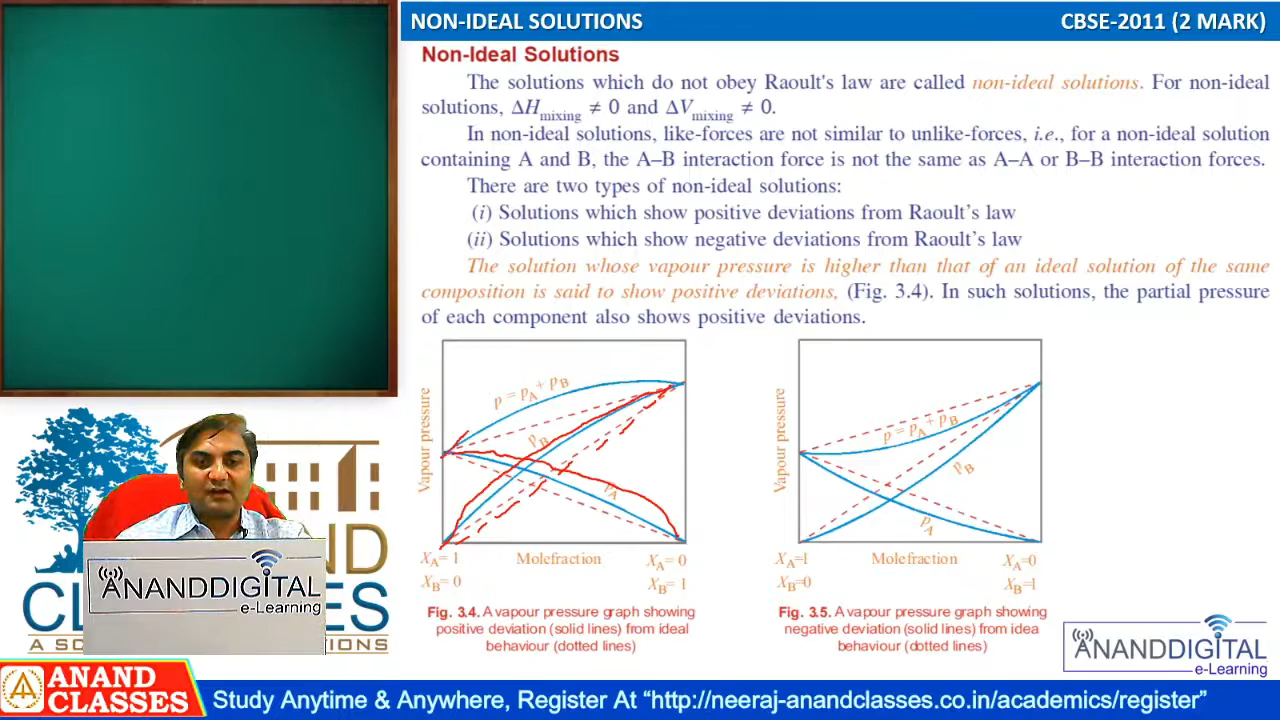 NON-IDEAL SOLUTIONS
CBSE-2011 (2 MARK)
Non-Ideal Solutions
The solutions which do not obey Raoult's law are called non-ideal solutions. For non-ideal
solutions, ΔHmixing ≠ 0 and ΔVmixing ≠ 0.
In non-ideal solutions, like-forces are not similar to unlike-forces, i.e., for a non-ideal solution
containing A and B, the A–B interaction force is not the same as A–A or B–B interaction forces.
There are two types of non-ideal solutions:
(i) Solutions which show positive deviations from Raoult's law
(ii) Solutions which show negative deviations from Raoult's law
The solution whose vapour pressure is higher than that of an ideal solution of the same
composition is said to show positive deviations, (Fig. 3.4). In such solutions, the partial pressure
of each component also shows positive deviations.
Vapour pressure
p = pA + pB
pB
pA
XA = 1 Molefraction XA = 0
XB = 0 XB = 1
Fig. 3.4. A vapour pressure graph showing
positive deviation (solid lines) from ideal
behaviour (dotted lines)
Vapour pressure
p = pA + pB
pB
pA
XA=1 Molefraction XA=0
XB=0 XB=1
Fig. 3.5. A vapour pressure graph showing
negative deviation (solid lines) from idea
behaviour (dotted lines)
ANANDDIGITAL
e-Learning
ANANDDIGITAL
e-Learning
A
ANAND
CLASSES
Study Anytime & Anywhere, Register At “http://neeraj-anandclasses.co.in/academics/register”